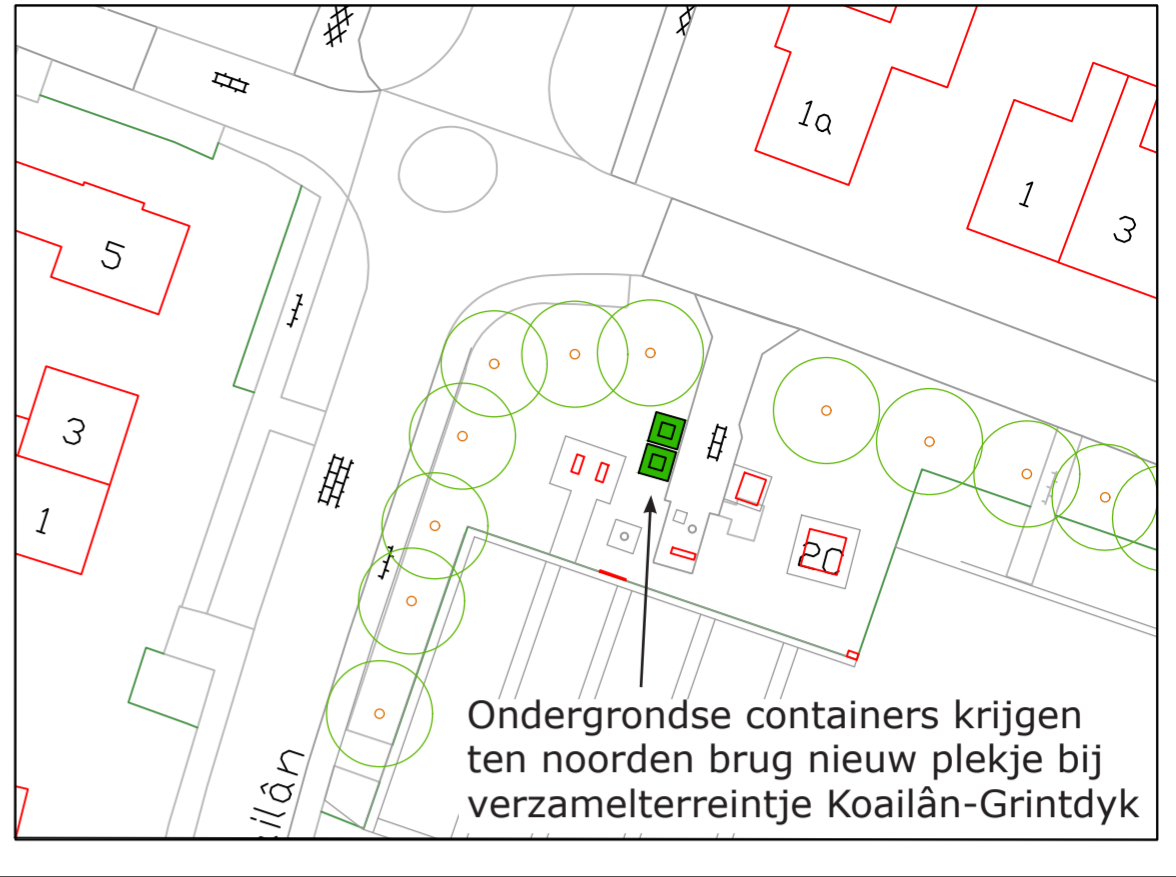 1a
1
3
5
3
1
20
ilân
Ondergrondse containers krijgen
ten noorden brug nieuw plekje bij
verzamelterreintje Koailân-Grintdyk